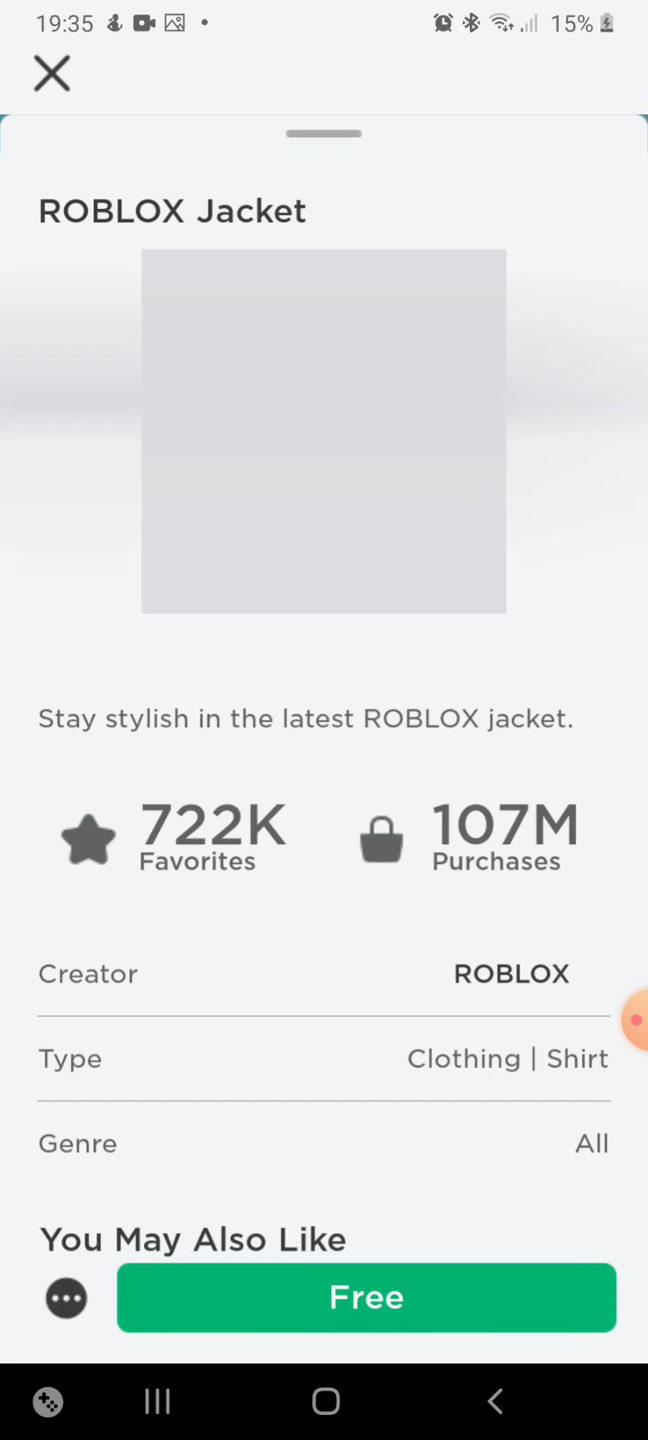 19:35
15%
ROBLOX Jacket
Stay stylish in the latest ROBLOX jacket.
722K
Favorites
107M
Purchases
Creator ROBLOX
Type Clothing | Shirt
Genre All
You May Also Like
Free